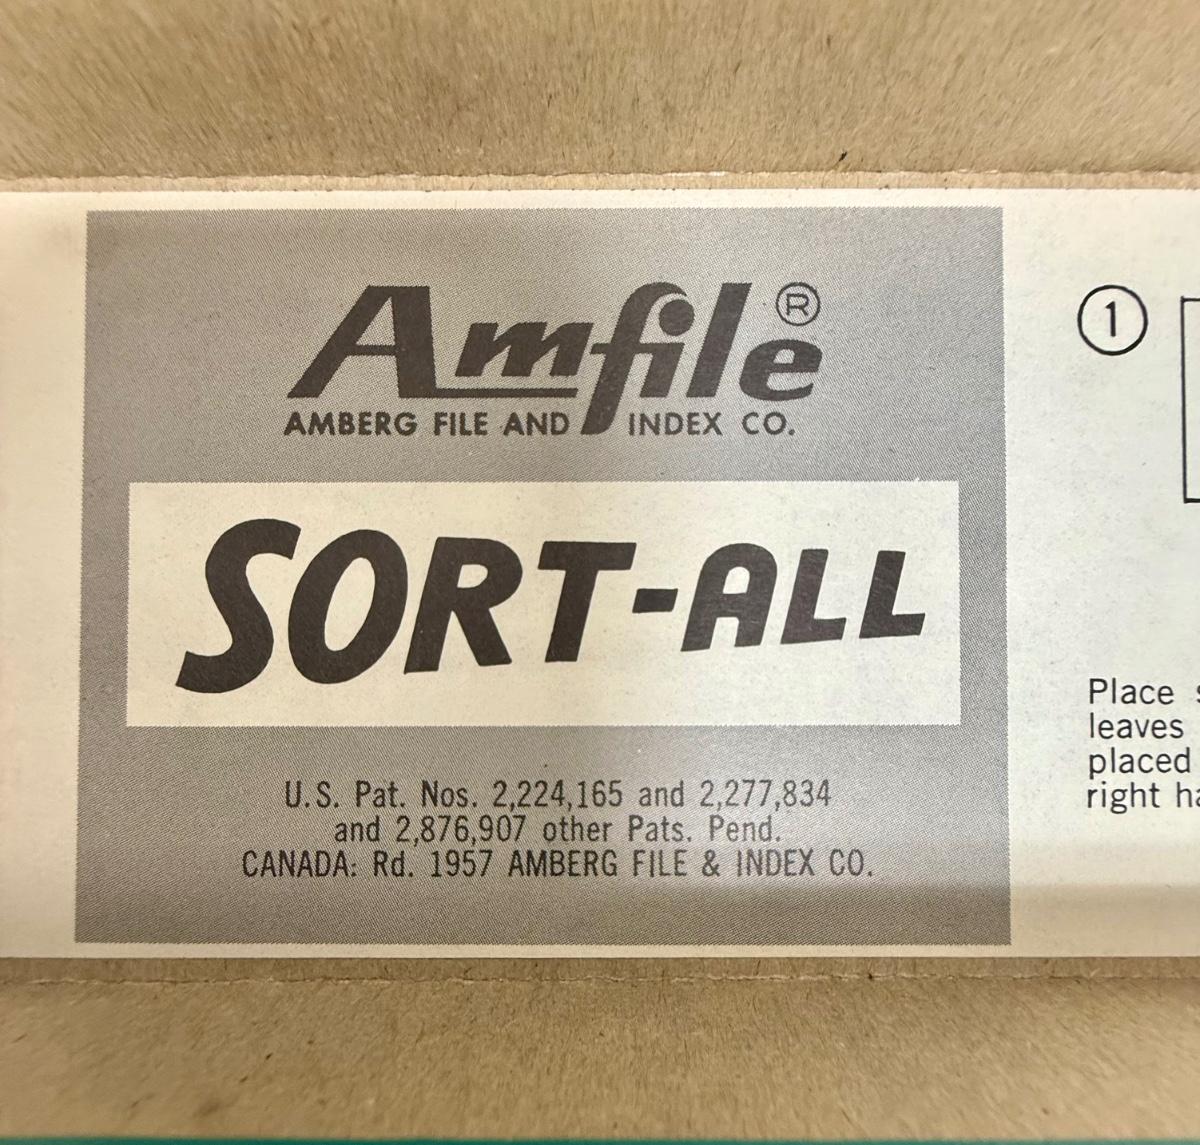 Amfile®
AMBERG FILE AND INDEX CO.
SORT-ALL
U.S. Pat. Nos. 2,224,165 and 2,277,834
and 2,876,907 other Pats. Pend.
CANADA: Rd. 1957 AMBERG FILE & INDEX CO.
1
Place
leaves
placed
right